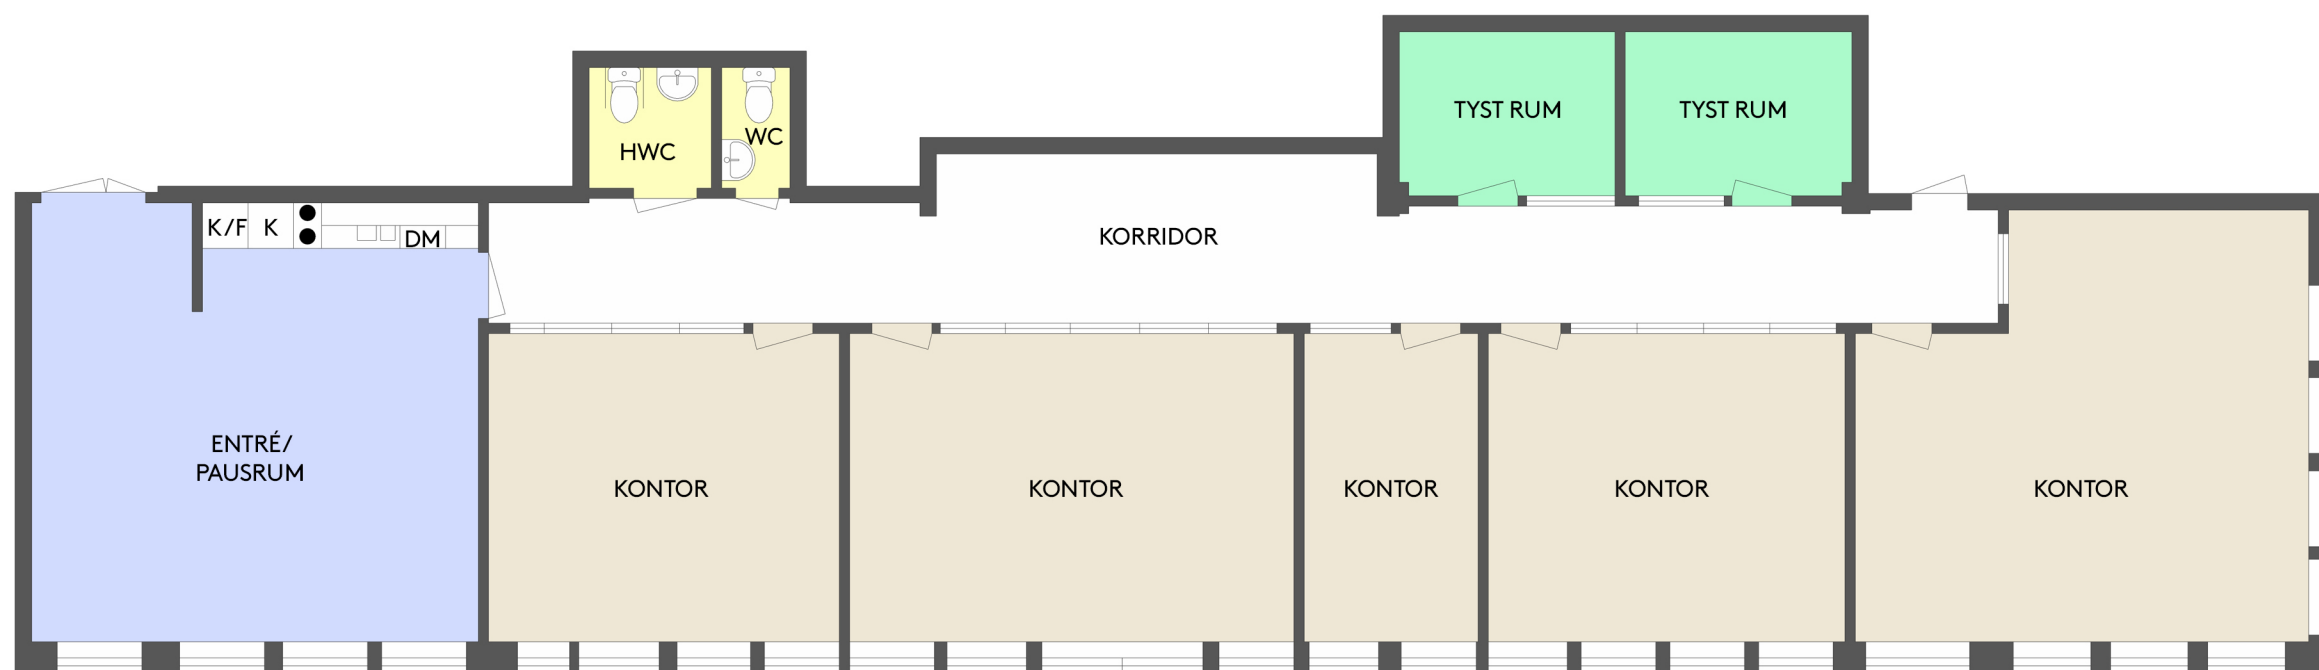 TYST RUM
TYST RUM
HWC
WC
K/F
K
DM
KORRIDOR
ENTRÉ/
PAUSRUM
KONTOR
KONTOR
KONTOR
KONTOR
KONTOR